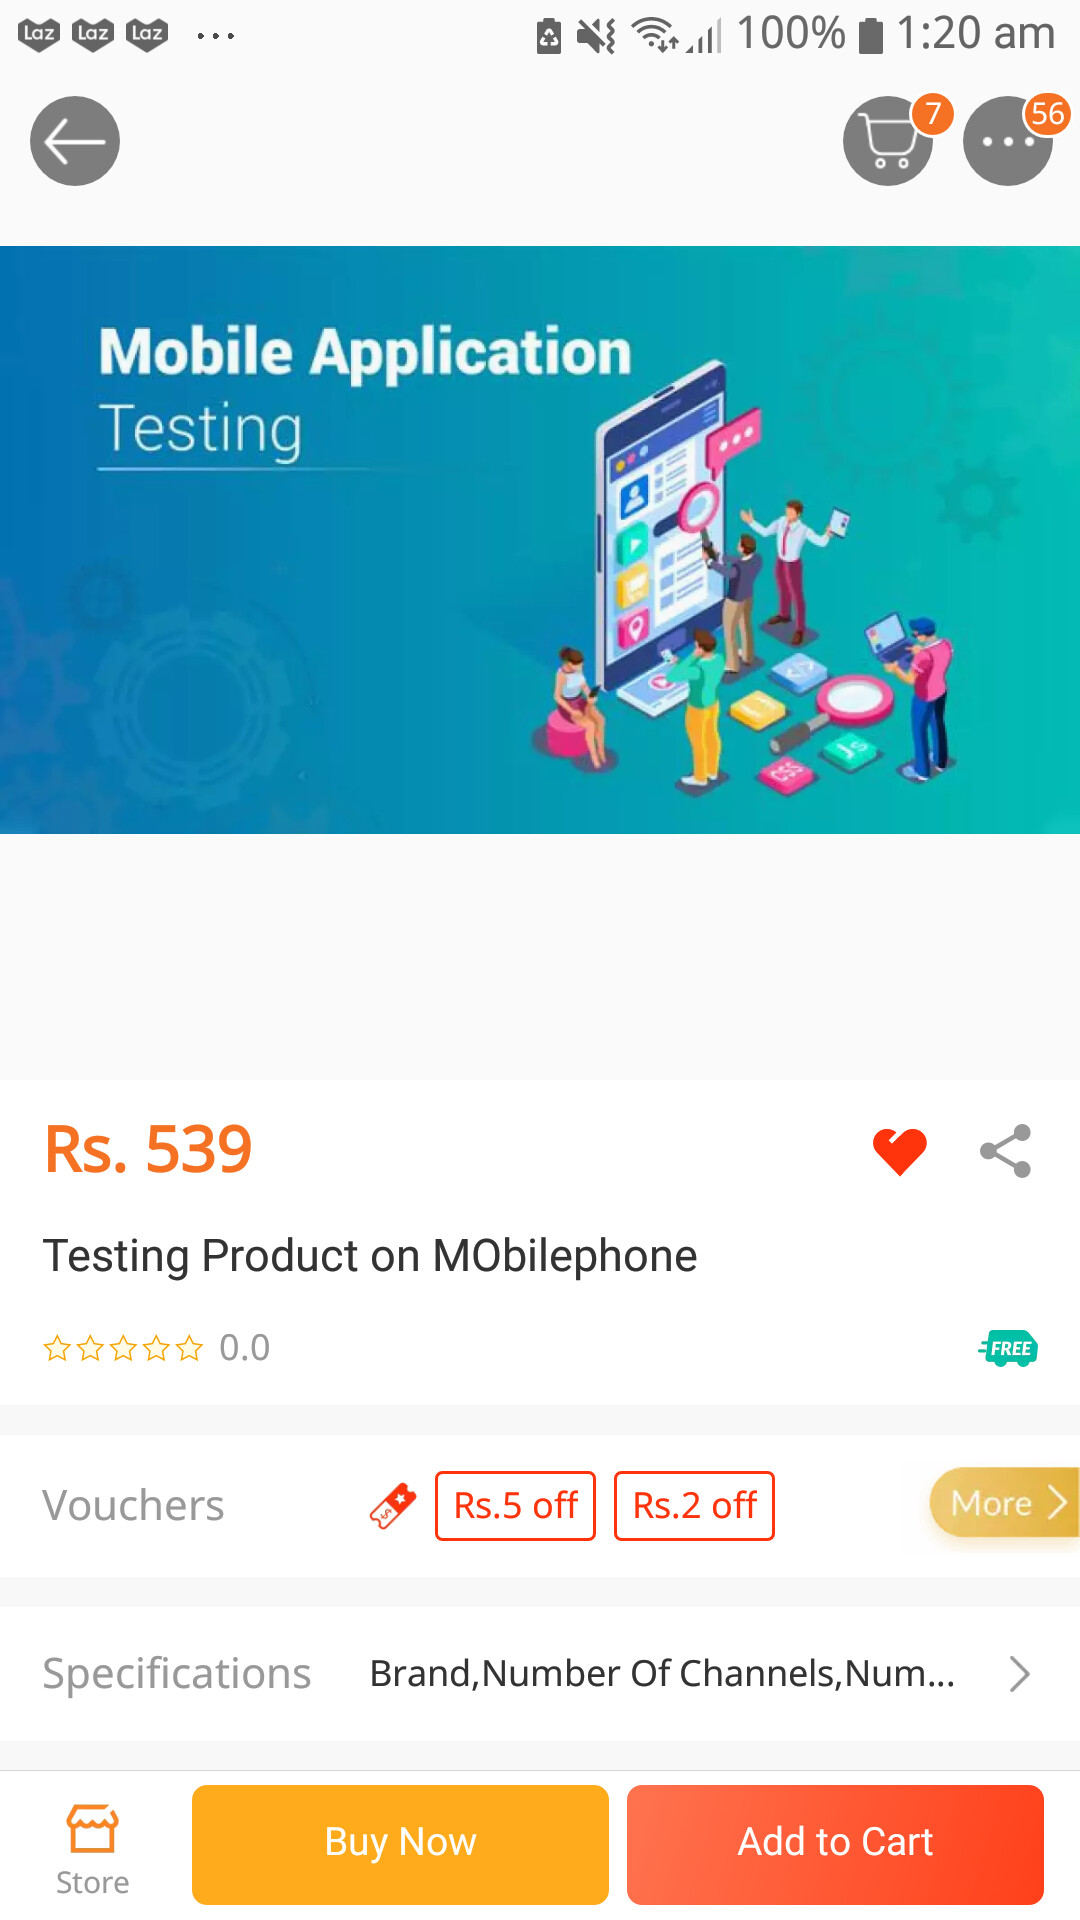 Laz Laz Laz ... 100% 1:20 am
7 56
Mobile Application
Testing
CSS
Rs. 539
Testing Product on MObilephone
0.0 FREE
Vouchers Rs.5 off Rs.2 off More
Specifications Brand,Number Of Channels,Num...
Store Buy Now Add to Cart